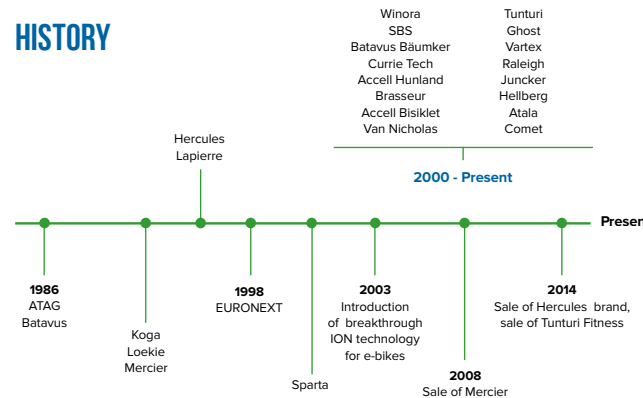 HISTORY
Winora
SBS
Batavus Bäumker
Currie Tech
Accell Hunland
Brasseur
Accell Bisiklet
Van Nicholas
Tunturi
Ghost
Vartex
Raleigh
Juncker
Hellberg
Atala
Comet
2000 - Present
Hercules
Lapierre
Present
1986
ATAG
Batavus
Koga
Loekie
Mercier
1998
EURONEXT
Sparta
2003
Introduction
of breakthrough
ION technology
for e-bikes
2008
Sale of Mercier
2014
Sale of Hercules brand,
sale of Tunturi Fitness